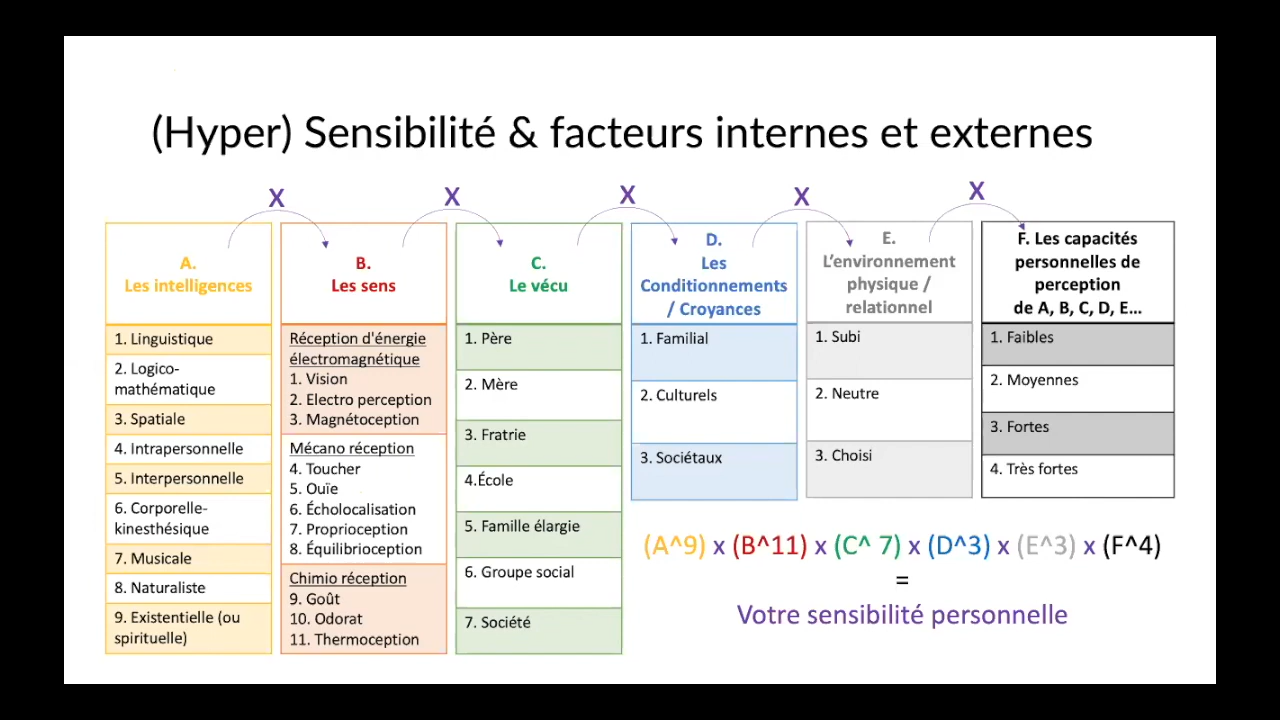 (Hyper) Sensibilité & facteurs internes et externes
X
X
X
X
X
A.
Les intelligences
1. Linguistique
2. Logico-
mathématique
3. Spatiale
4. Intrapersonnelle
5. Interpersonnelle
6. Corporelle-
kinesthésique
7. Musicale
8. Naturaliste
9. Existentielle (ou
spirituelle)
B.
Les sens
Réception d'énergie
électromagnétique
1. Vision
2. Electro perception
3. Magnétoception
Mécano réception
4. Toucher
5. Ouïe
6. Écholocalisation
7. Proprioception
8. Équilibrioception
Chimio réception
9. Goût
10. Odorat
11. Thermoception
C.
Le vécu
1. Père
2. Mère
3. Fratrie
4.École
5. Famille élargie
6. Groupe social
7. Société
D.
Les
Conditionnements
/ Croyances
1. Familial
2. Culturels
3. Sociétaux
E.
L'environnement
physique /
relationnel
1. Subi
2. Neutre
3. Choisi
F. Les capacités
personnelles de
perception
de A, B, C, D, E...
1. Faibles
2. Moyennes
3. Fortes
4. Très fortes
(A^9) x (B^11) x (C^ 7) x (D^3) x (E^3) x (F^4)
=
Votre sensibilité personnelle